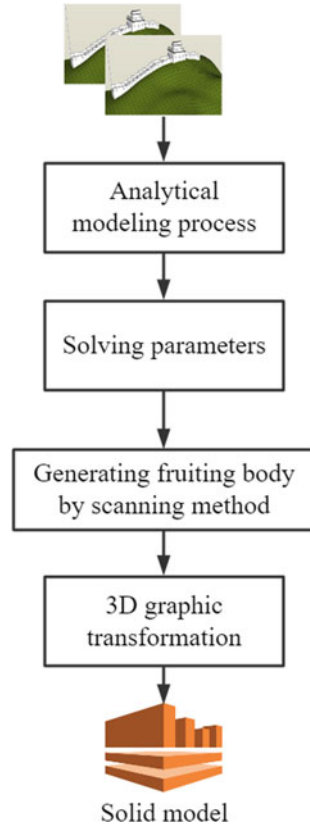 Analytical
modeling process
Solving parameters
Generating fruiting body
by scanning method
3D graphic
transformation
Solid model